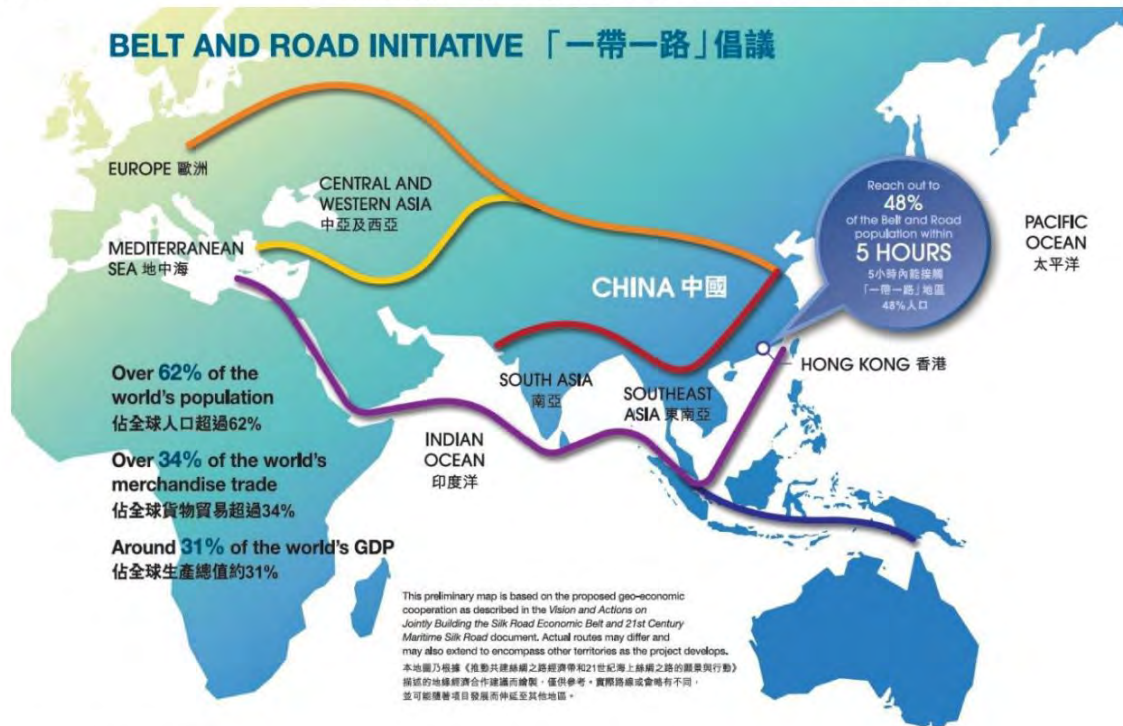 BELT AND ROAD INITIATIVE「一帶一路」倡議
EUROPE 歐洲
CENTRAL AND
WESTERN ASIA
中亞及西亞
MEDITERRANEAN
SEA 地中海
CHINA 中國
Reach out to
48%
of the Belt and Road
population within
5 HOURS
5小時內能接觸
「一帶一路」地區
48%人口
PACIFIC
OCEAN
太平洋
HONG KONG 香港
SOUTH ASIA
南亞
SOUTHEAST
ASIA 東南亞
INDIAN
OCEAN
印度洋
Over 62% of the
world's population
佔全球人口超過62%
Over 34% of the world's
merchandise trade
佔全球貨物貿易超過34%
Around 31% of the world's GDP
佔全球生產總值約31%
This preliminary map is based on the proposed geo-economic
cooperation as described in the Vision and Actions on
Jointly Building the Silk Road Economic Belt and 21st Century
Maritime Silk Road document. Actual routes may differ and
may also extend to encompass other territories as the project develops.
本地圖乃根據《推動共建絲綢之路經濟帶和21世紀海上絲綢之路的願景與行動》
描述的地緣經濟合作建議而繪製，僅供參考。實際路線或會略有不同，
並可能隨著項目發展而伸延至其他地區。